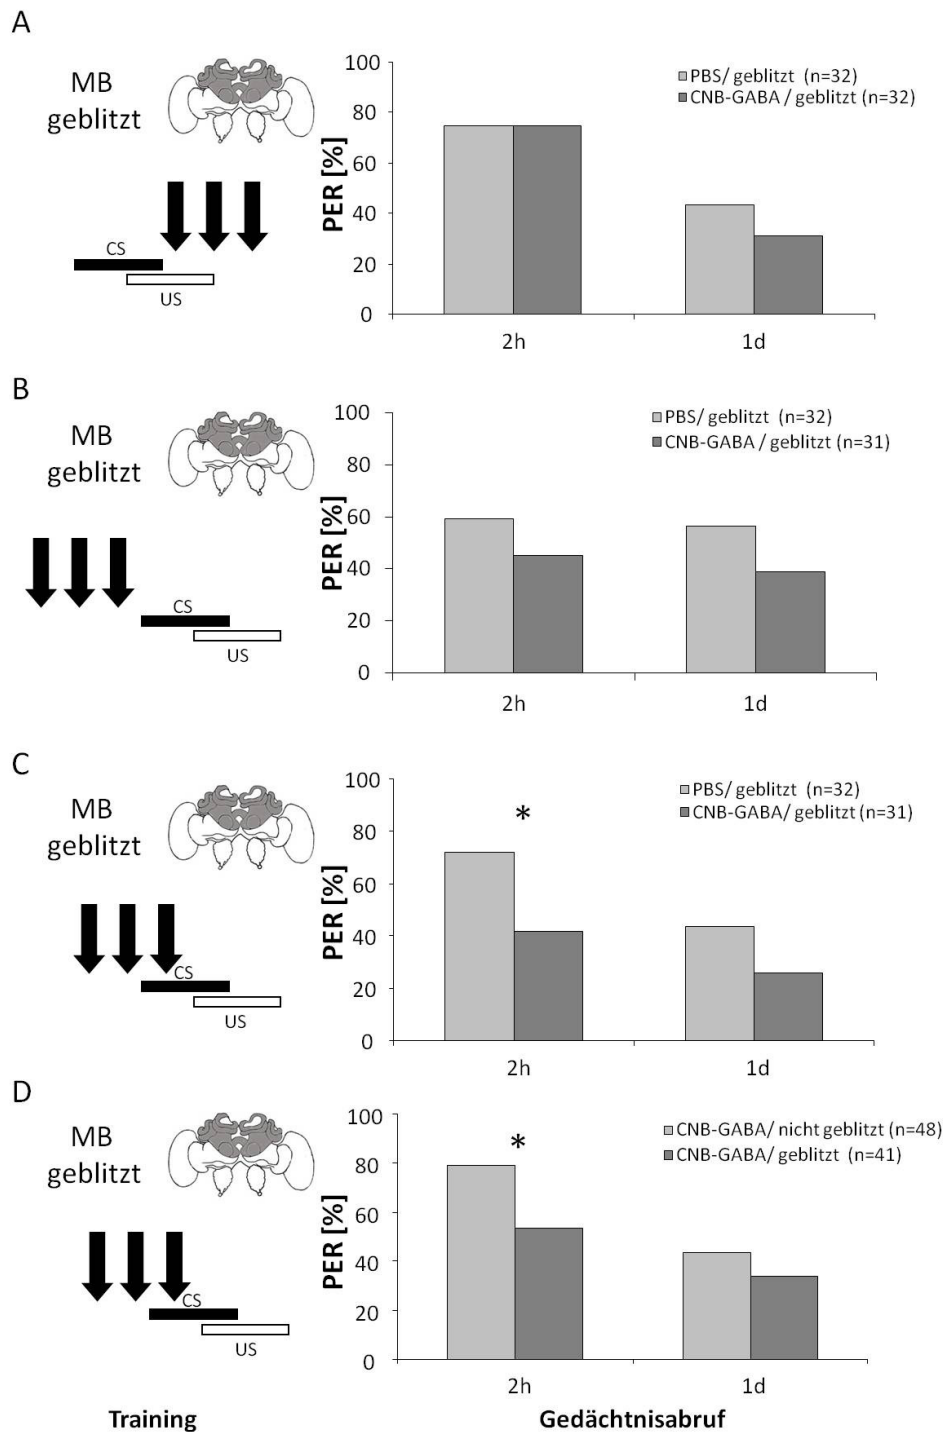 A
MB
geblitzt
CS
US
PER [%]
100
80
60
40
20
0
PBS/ geblitzt (n=32)
CNB-GABA / geblitzt (n=32)
2h
1d
B
MB
geblitzt
CS
US
PER [%]
100
80
60
40
20
0
PBS/ geblitzt (n=32)
CNB-GABA / geblitzt (n=31)
2h
1d
C
MB
geblitzt
CS
US
PER [%]
100
80
60
40
20
0
*
PBS/ geblitzt (n=32)
CNB-GABA/ geblitzt (n=31)
2h
1d
D
MB
geblitzt
CS
US
PER [%]
100
80
60
40
20
0
*
CNB-GABA/ nicht geblitzt (n=48)
CNB-GABA/ geblitzt (n=41)
2h
1d
Training
Gedächtnisabruf